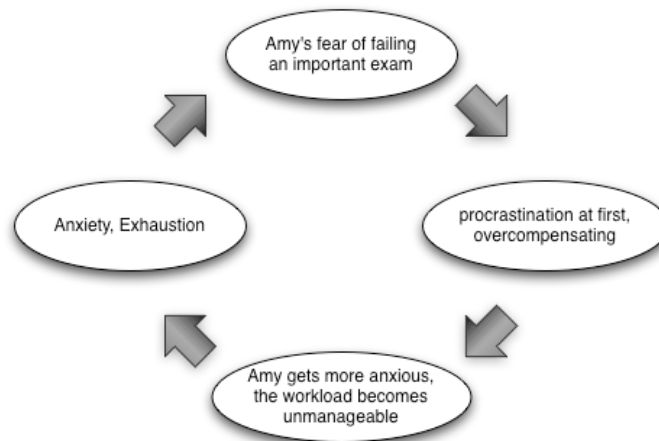 Amy's fear of failing
an important exam
Anxiety, Exhaustion
procrastination at first,
overcompensating
Amy gets more anxious,
the workload becomes
unmanageable